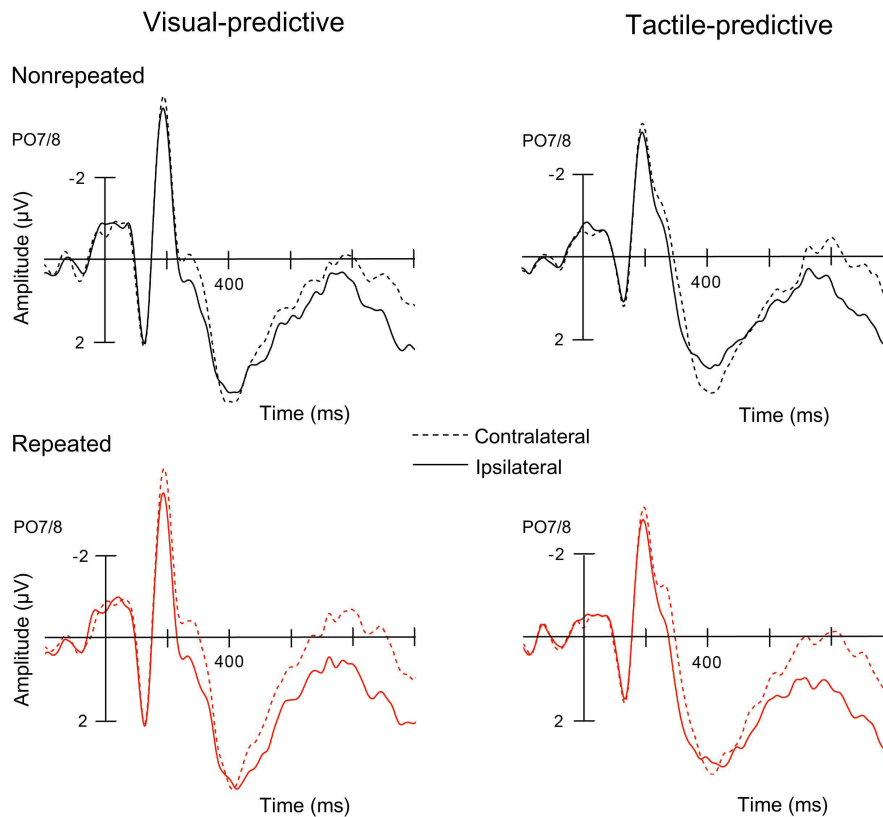 Visual-predictive
Tactile-predictive
Nonrepeated
PO7/8
PO7/8
-2
-2
Amplitude (µV)
400
400
2
2
Time (ms)
Time (ms)
Contralateral
Ipsilateral
Repeated
PO7/8
PO7/8
-2
-2
Amplitude (µV)
400
400
2
2
Time (ms)
Time (ms)